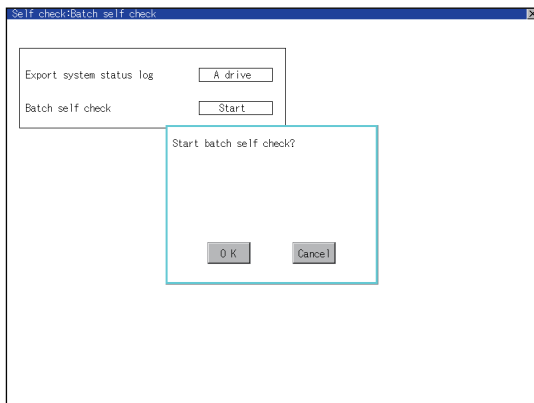 Self check:Batch self check
Export system status log A drive
Batch self check Start
Start batch self check?
OK Cancel